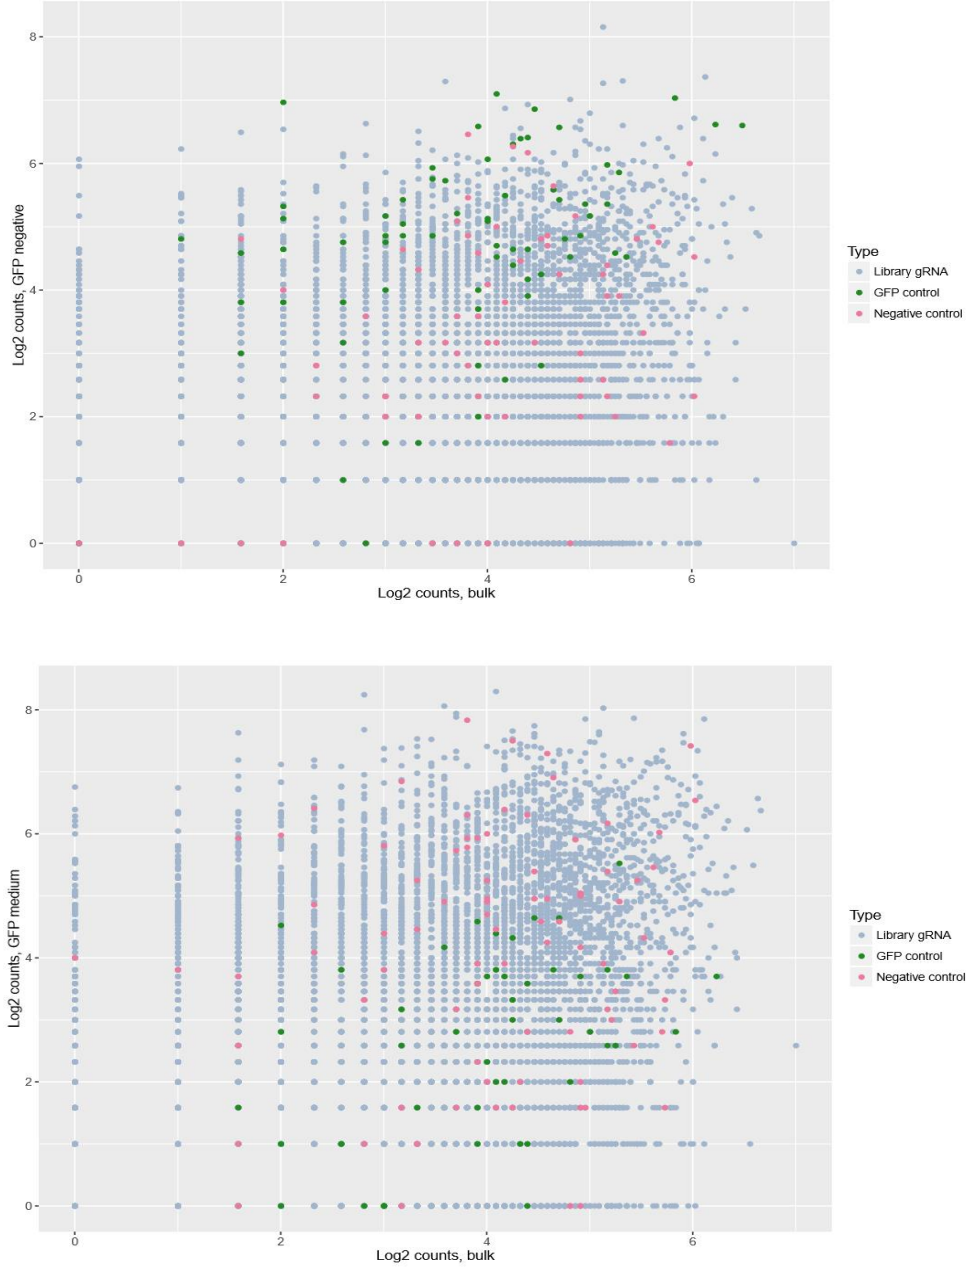 8
6
4
2
0
Log2 counts, GFP negative
0 2 4 6
Log2 counts, bulk
Type
Library gRNA
GFP control
Negative control
8
6
4
2
0
Log2 counts, GFP medium
0 2 4 6
Log2 counts, bulk
Type
Library gRNA
GFP control
Negative control